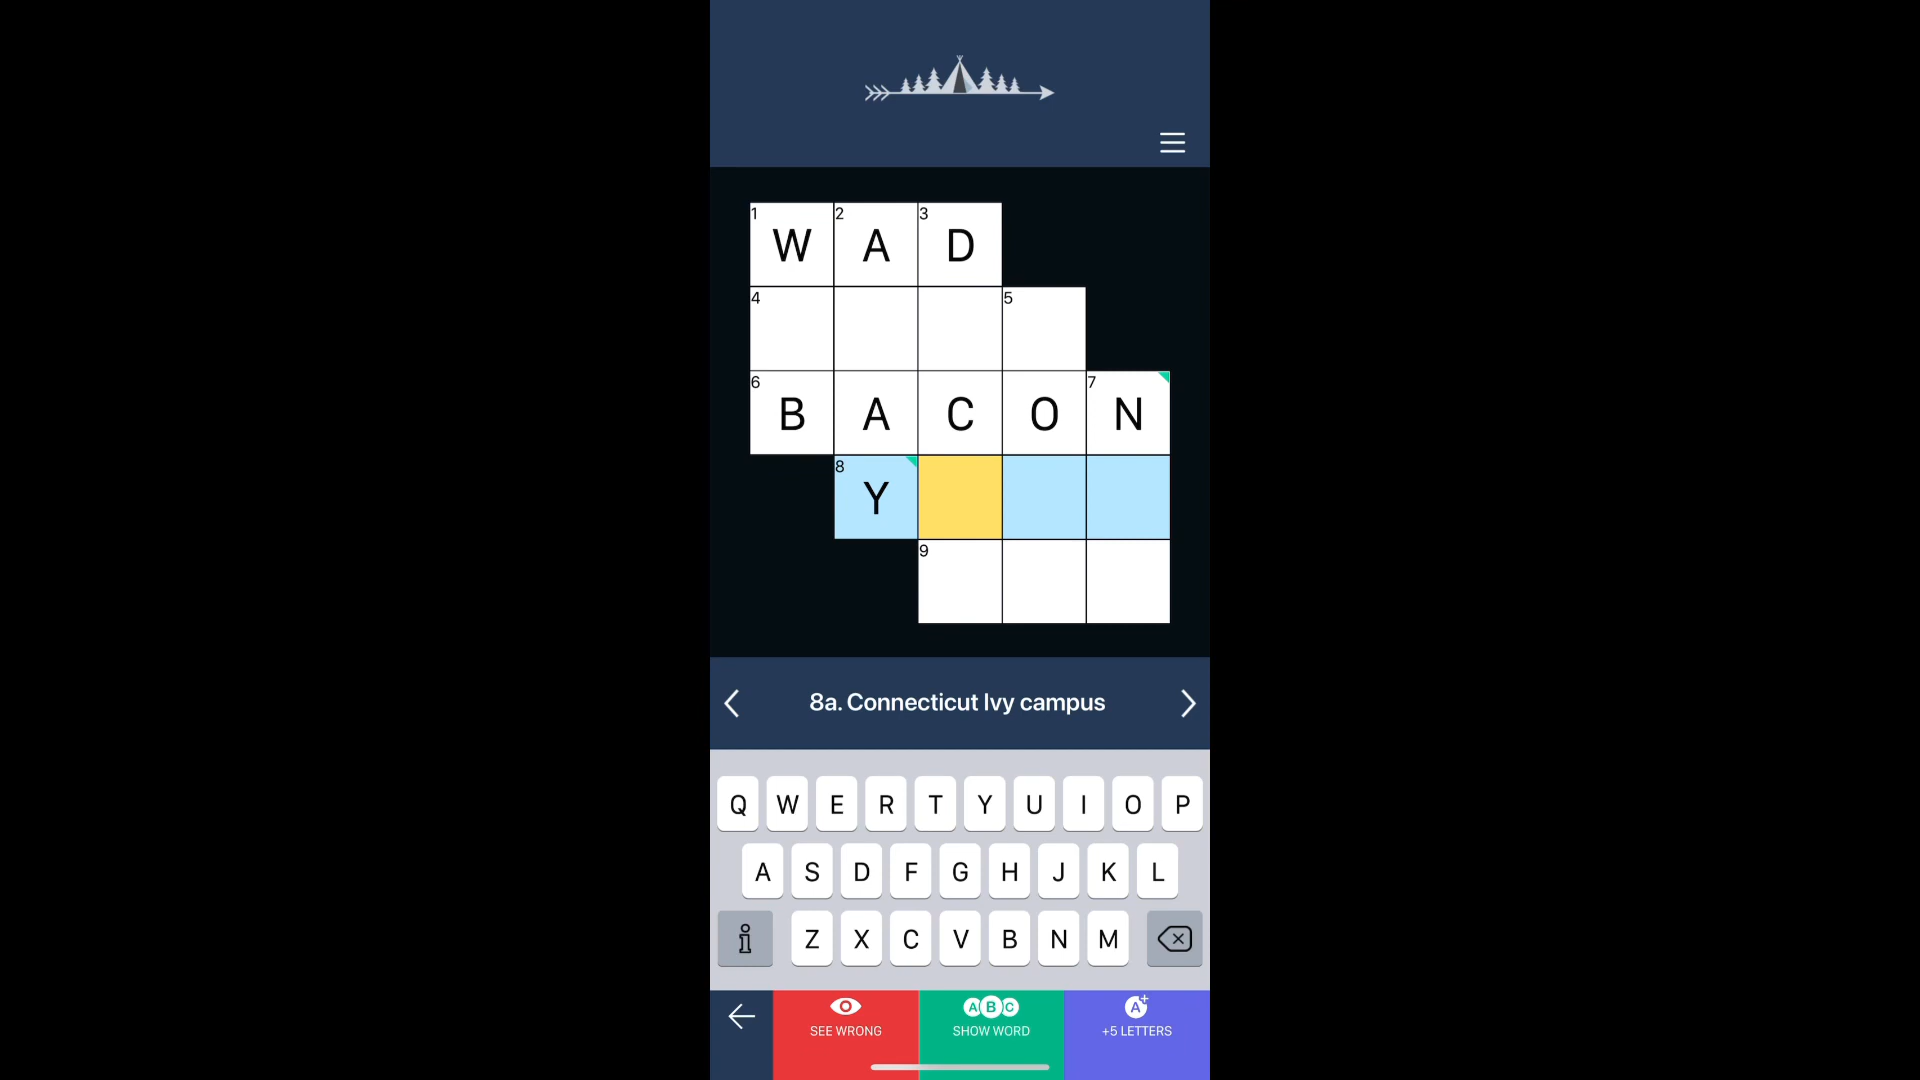 1 W 2 A 3 D
4 5
6 B A C O 7 N
8 Y
9
8a. Connecticut Ivy campus
Q W E R T Y U I O P
A S D F G H J K L
i Z X C V B N M
A B C A+
SEE WRONG SHOW WORD +5 LETTERS